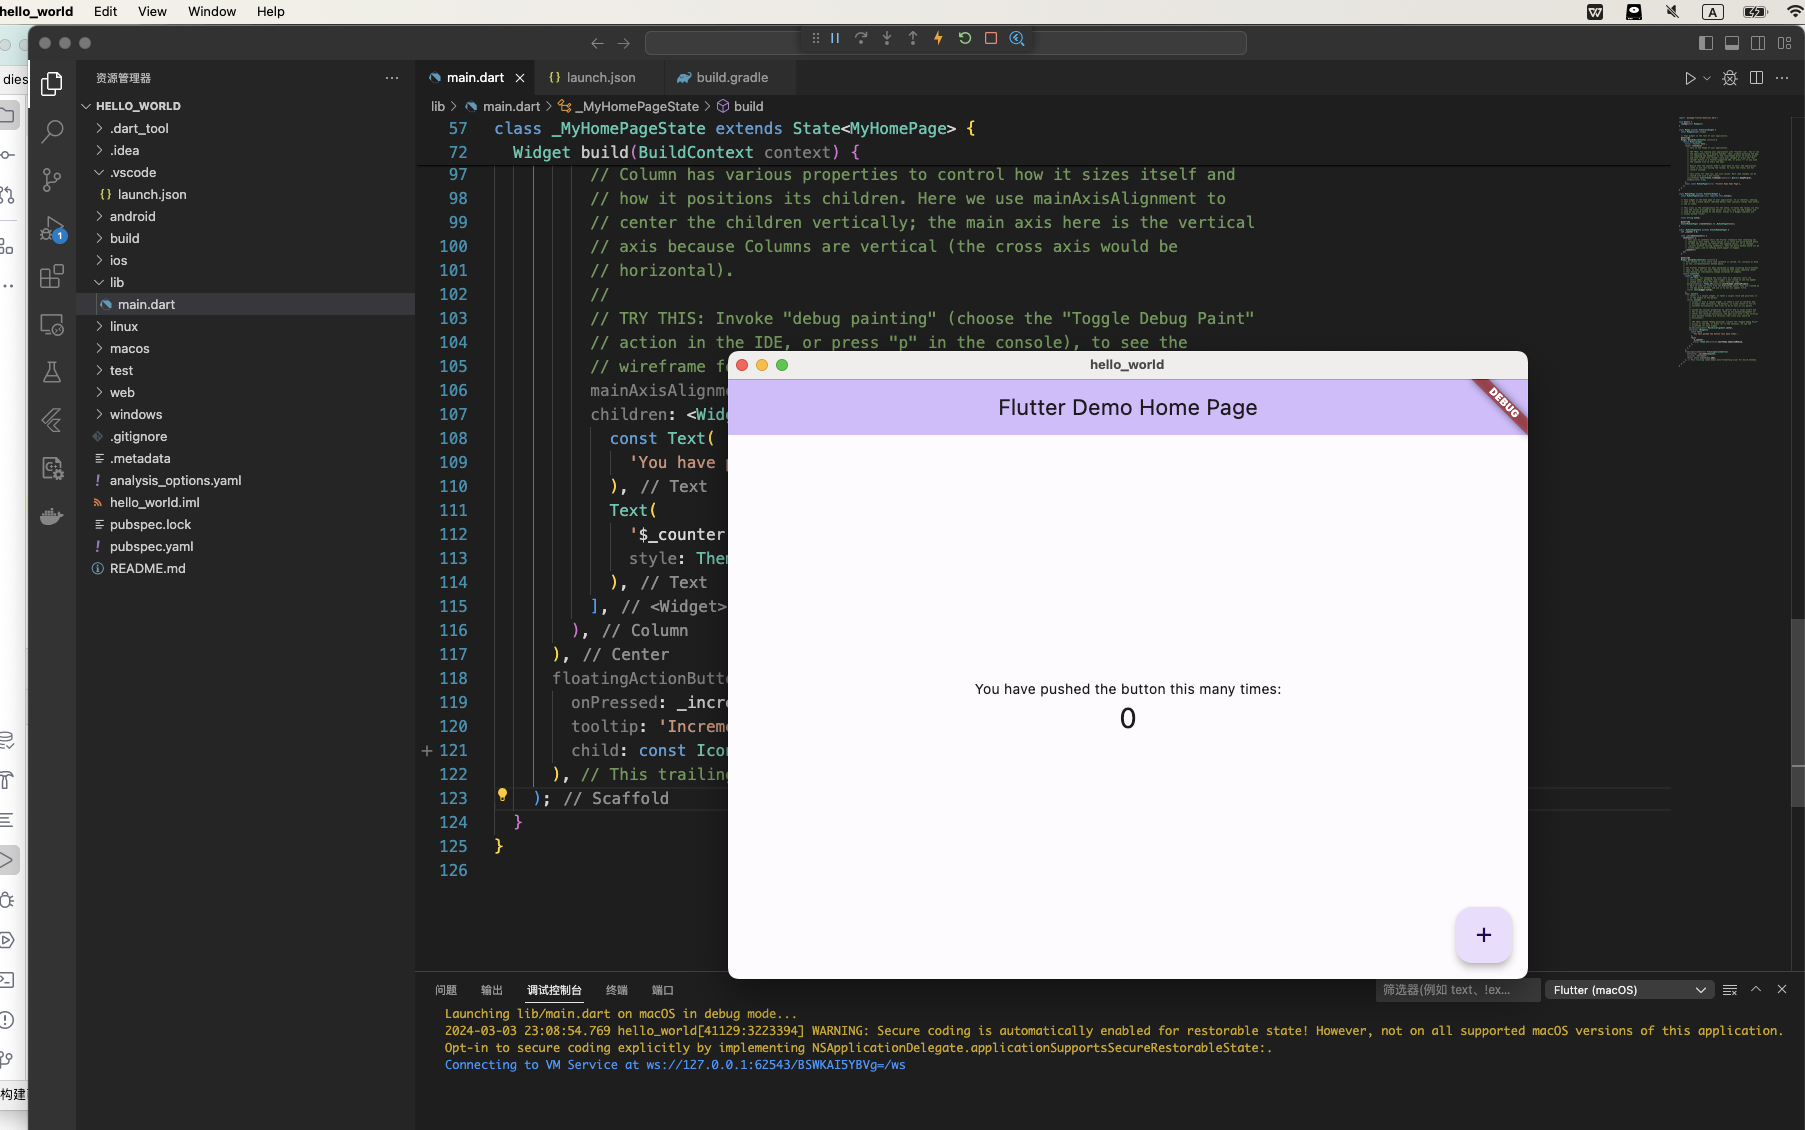 hello_world Edit View Window Help
A
dies
main.dart
launch.json
build.gradle
资源管理器
lib > main.dart > _MyHomePageState > build
HELLO_WORLD
.dart_tool
.idea
.vscode
launch.json
android
build
ios
lib
main.dart
linux
macos
test
web
windows
.gitignore
.metadata
analysis_options.yaml
hello_world.iml
pubspec.lock
pubspec.yaml
README.md
1
57 class _MyHomePageState extends State<MyHomePage> {
72 Widget build(BuildContext context) {
97 // Column has various properties to control how it sizes itself and
98 // how it positions its children. Here we use mainAxisAlignment to
99 // center the children vertically; the main axis here is the vertical
100 // axis because Columns are vertical (the cross axis would be
101 // horizontal).
102 //
103 // TRY THIS: Invoke "debug painting" (choose the "Toggle Debug Paint"
104 // action in the IDE, or press "p" in the console), to see the
105 // wireframe f
106 mainAxisAlignm
107 children: <Wid
108 const Text(
109 'You have
110 ), // Text
111 Text(
112 '$_counter
113 style: The
114 ), // Text
115 ], // <Widget>
116 ), // Column
117 ), // Center
118 floatingActionButt
119 onPressed: _incr
120 tooltip: 'Increm
121 child: const Ico
122 ), // This trailin
123 ); // Scaffold
124 }
125 }
126
hello_world
Flutter Demo Home Page
DEBUG
You have pushed the button this many times:
0
+
问题 输出 调试控制台 终端 端口
筛选器(例如 text、!ex...
Flutter (macOS)
Launching lib/main.dart on macOS in debug mode...
2024-03-03 23:08:54.769 hello_world[41129:3223394] WARNING: Secure coding is automatically enabled for restorable state! However, not on all supported macOS versions of this application.
Opt-in to secure coding explicitly by implementing NSApplicationDelegate.applicationSupportsSecureRestorableState:.
Connecting to VM Service at ws://127.0.0.1:62543/BSWKAI5YBVg=/ws
构建